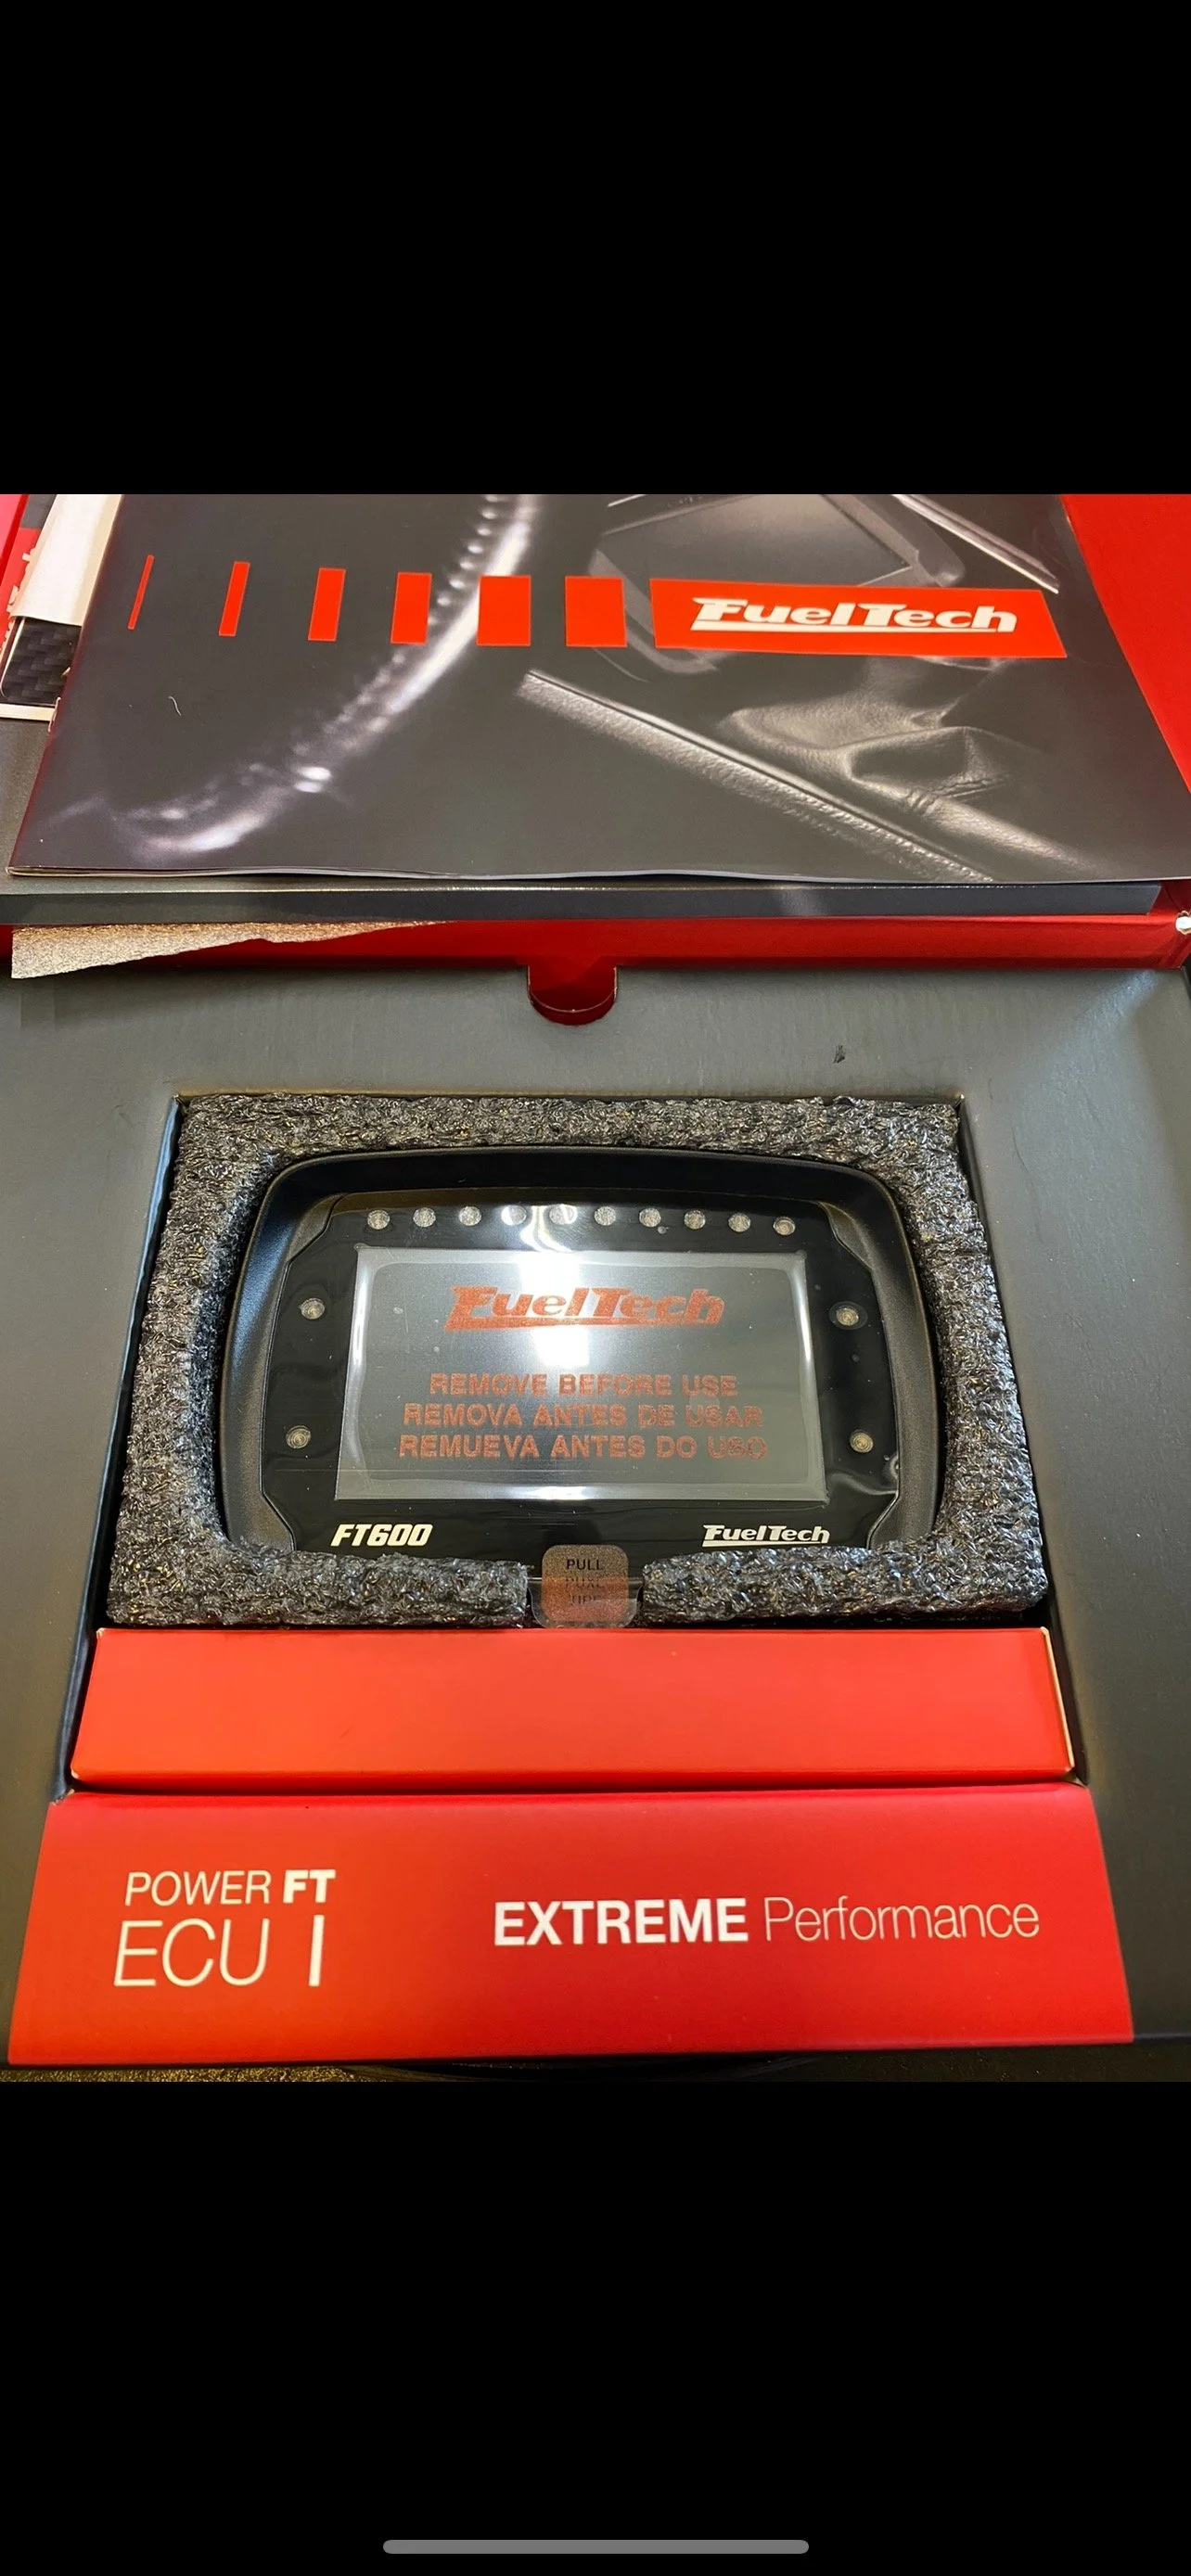 FuelTech
FuelTech
REMOVE BEFORE USE
REMOVA ANTES DE USAR
REMUEVA ANTES DO USO
FT600
FuelTech
PULL
POWER FT
ECU
EXTREME Performance